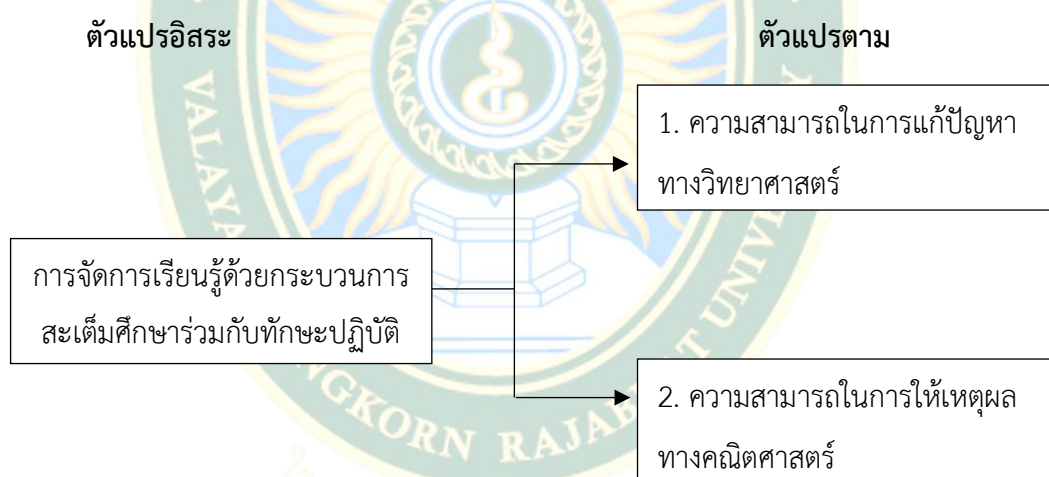 ตัวแปรอิสระ
ตัวแปรตาม
1. ความสามารถในการแก้ปัญหา
ทางวิทยาศาสตร์
การจัดการเรียนรู้ด้วยกระบวนการ
สะเต็มศึกษาร่วมกับทักษะปฏิบัติ
2. ความสามารถในการให้เหตุผล
ทางคณิตศาสตร์
VALAYA
NGKORN RAJAB
T UNIV
Y